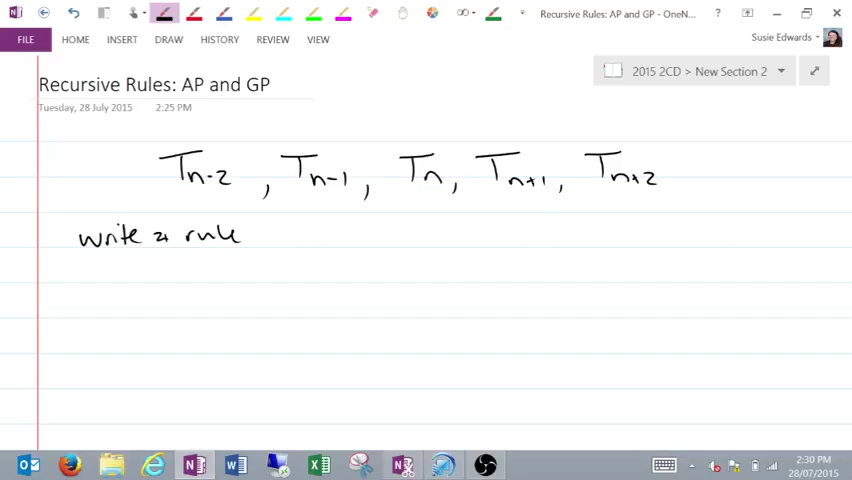 Recursive Rules: AP and GP - OneN...
Susie Edwards
FILE HOME INSERT DRAW HISTORY REVIEW VIEW
2015 2CD > New Section 2
Recursive Rules: AP and GP
Tuesday, 28 July 2015 2:25 PM
Tn-2, Tn-1, Tn, Tn+1, Tn+2
write a rule
2:30 PM
28/07/2015